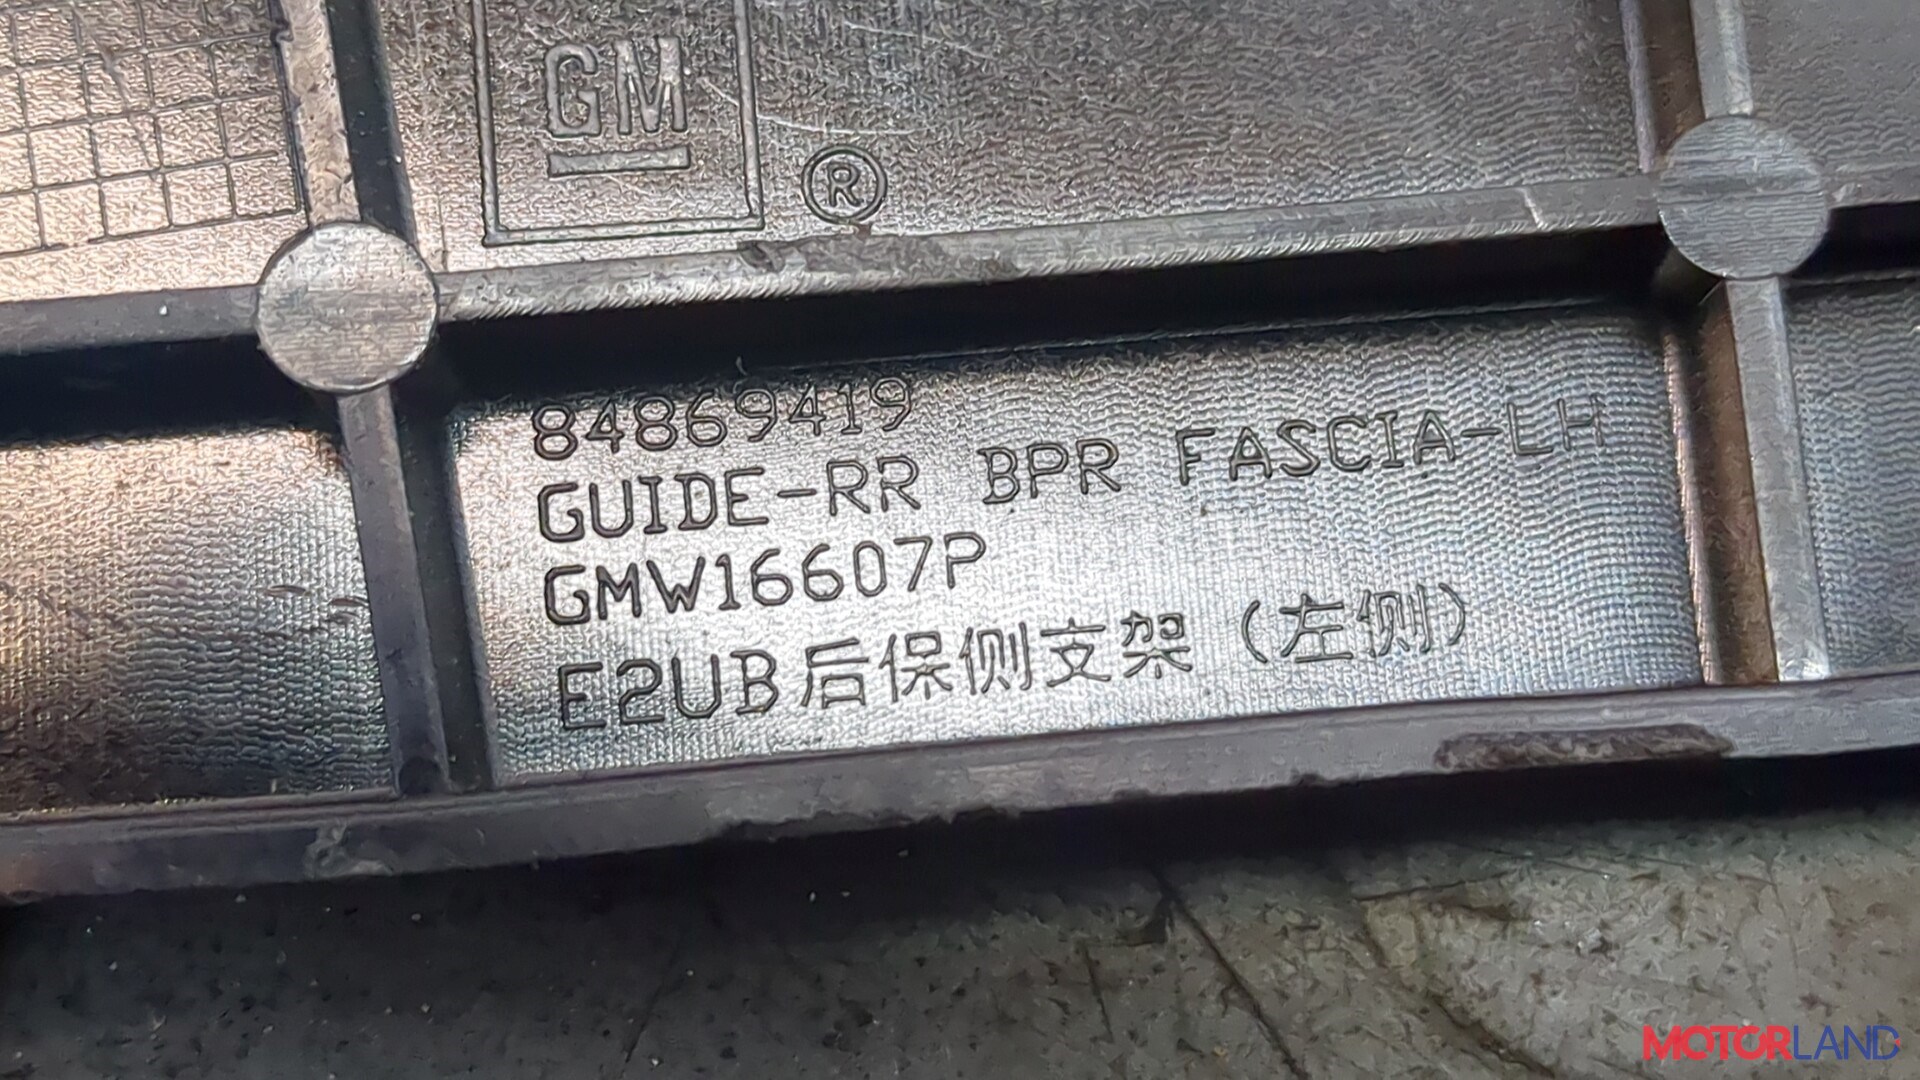 GM
®
84869419
GUIDE-RR BPR FASCIA-LH
GMW16607P
E2UB后保侧支架(左侧)
MOTORLAND